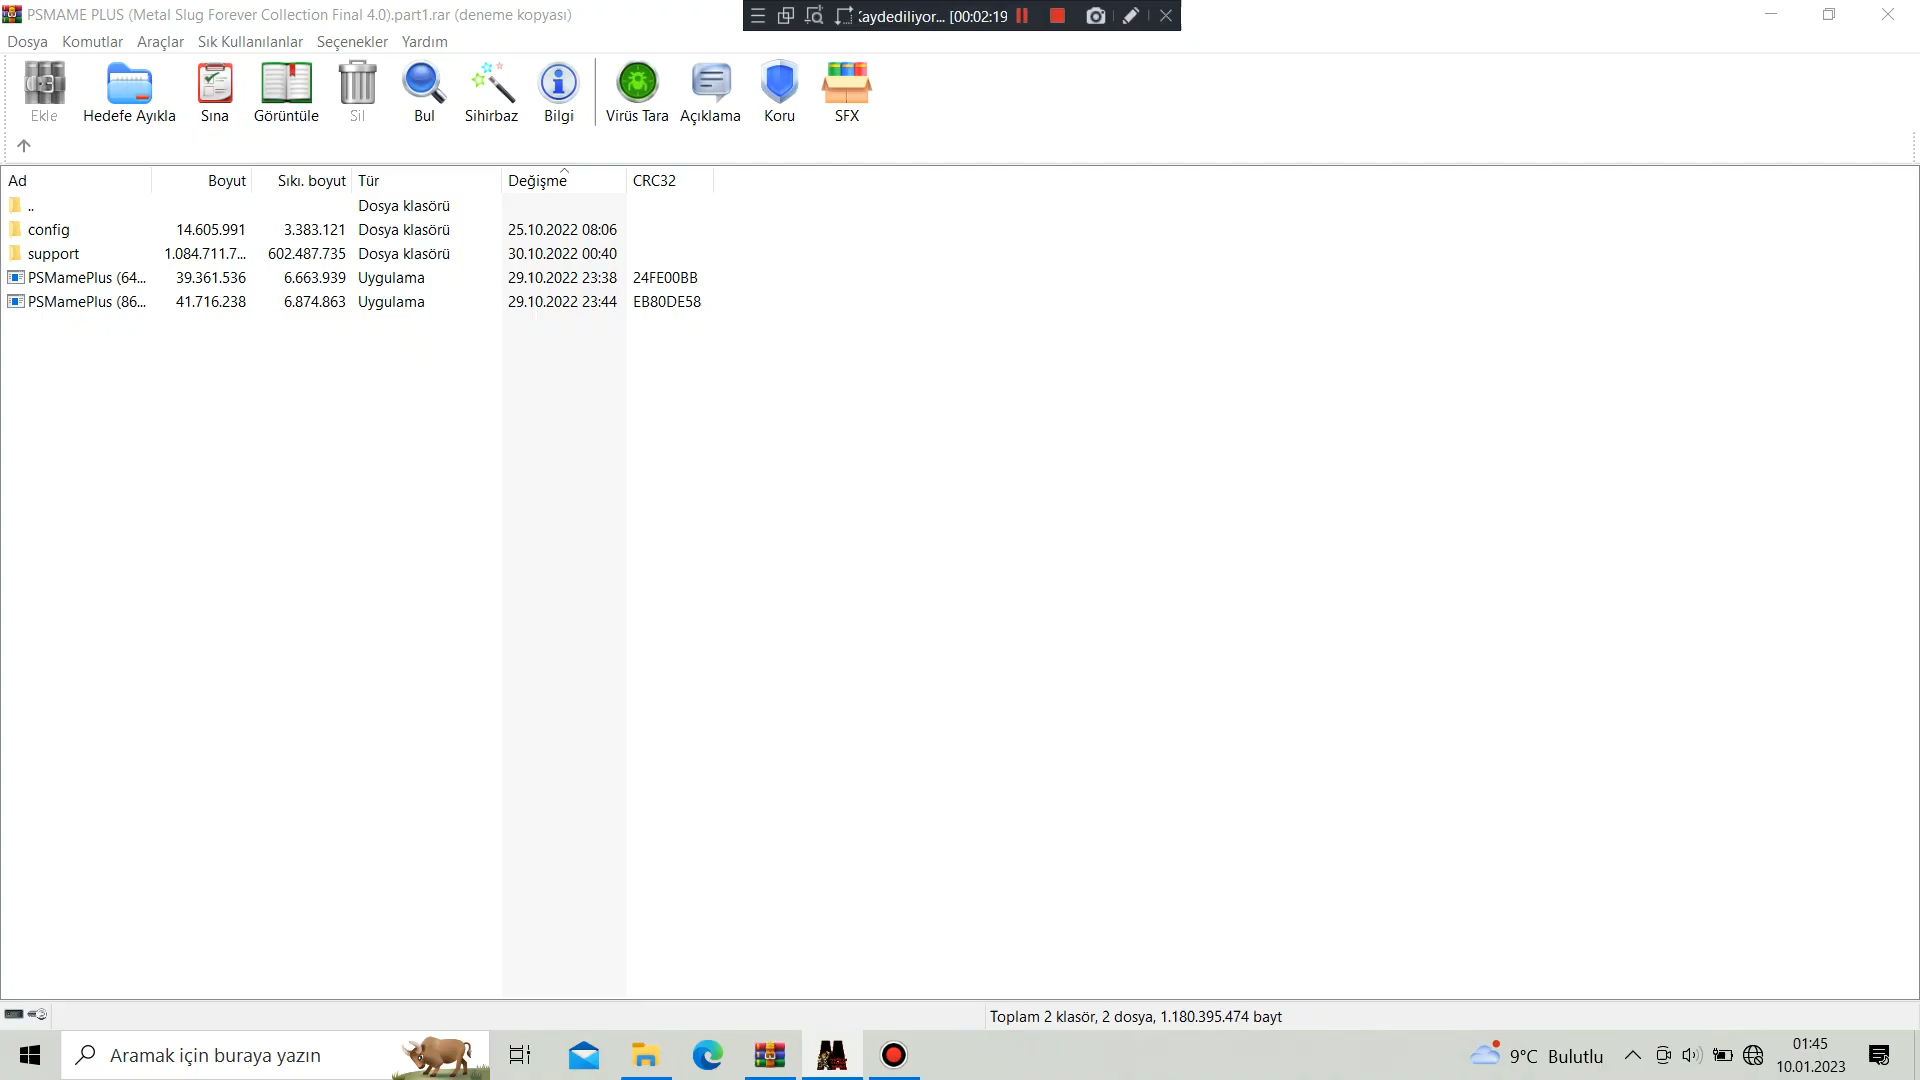 PSMAME PLUS (Metal Slug Forever Collection Final 4.0).part1.rar (deneme kopyası)
aydediliyor... [00:02:19
Dosya Komutlar Araçlar Sık Kullanılanlar Seçenekler Yardım
Ekle Hedefe Ayıkla Sına Görüntüle Sil Bul Sihirbaz Bilgi Virüs Tara Açıklama Koru SFX
Ad Boyut Sıkı. boyut Tür Değişme CRC32
.. Dosya klasörü
config 14.605.991 3.383.121 Dosya klasörü 25.10.2022 08:06
support 1.084.711.7... 602.487.735 Dosya klasörü 30.10.2022 00:40
PSMamePlus (64... 39.361.536 6.663.939 Uygulama 29.10.2022 23:38 24FE00BB
PSMamePlus (86... 41.716.238 6.874.863 Uygulama 29.10.2022 23:44 EB80DE58
Toplam 2 klasör, 2 dosya, 1.180.395.474 bayt
Aramak için buraya yazın
9°C Bulutlu
01:45
10.01.2023